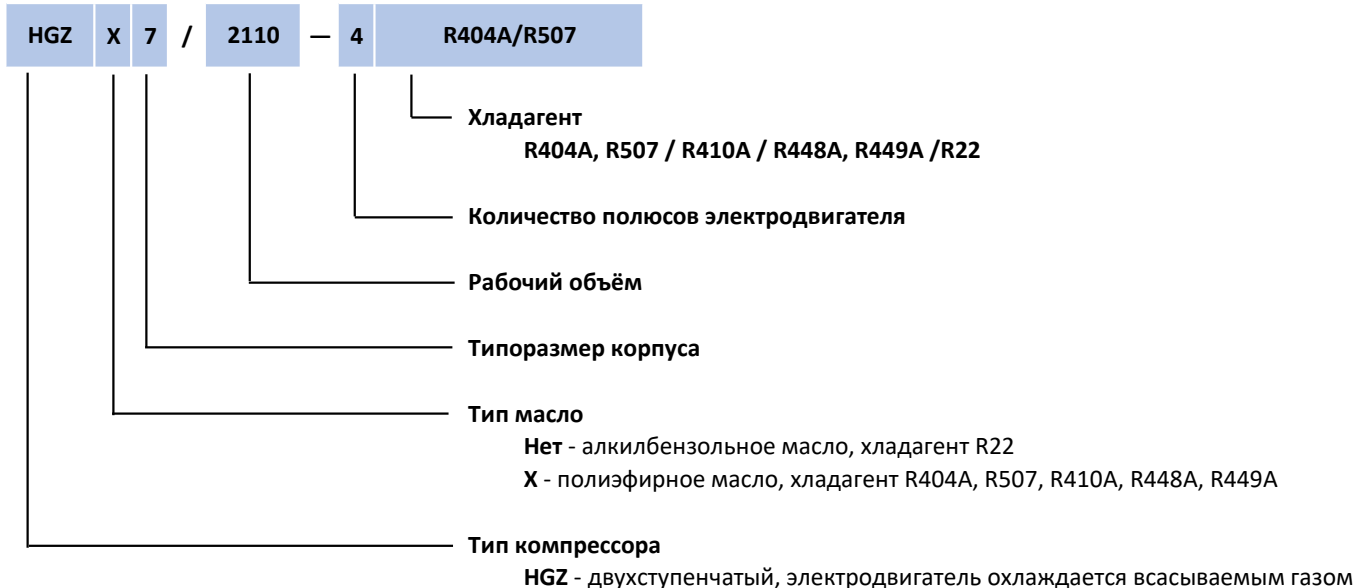 HGZ X 7 / 2110 — 4 R404A/R507
Хладагент
R404A, R507 / R410A / R448A, R449A /R22
Количество полюсов электродвигателя
Рабочий объём
Типоразмер корпуса
Тип масло
Нет - алкилбензольное масло, хладагент R22
X - полиэфирное масло, хладагент R404A, R507, R410A, R448A, R449A
Тип компрессора
HGZ - двухступенчатый, электродвигатель охлаждается всасываемым газом